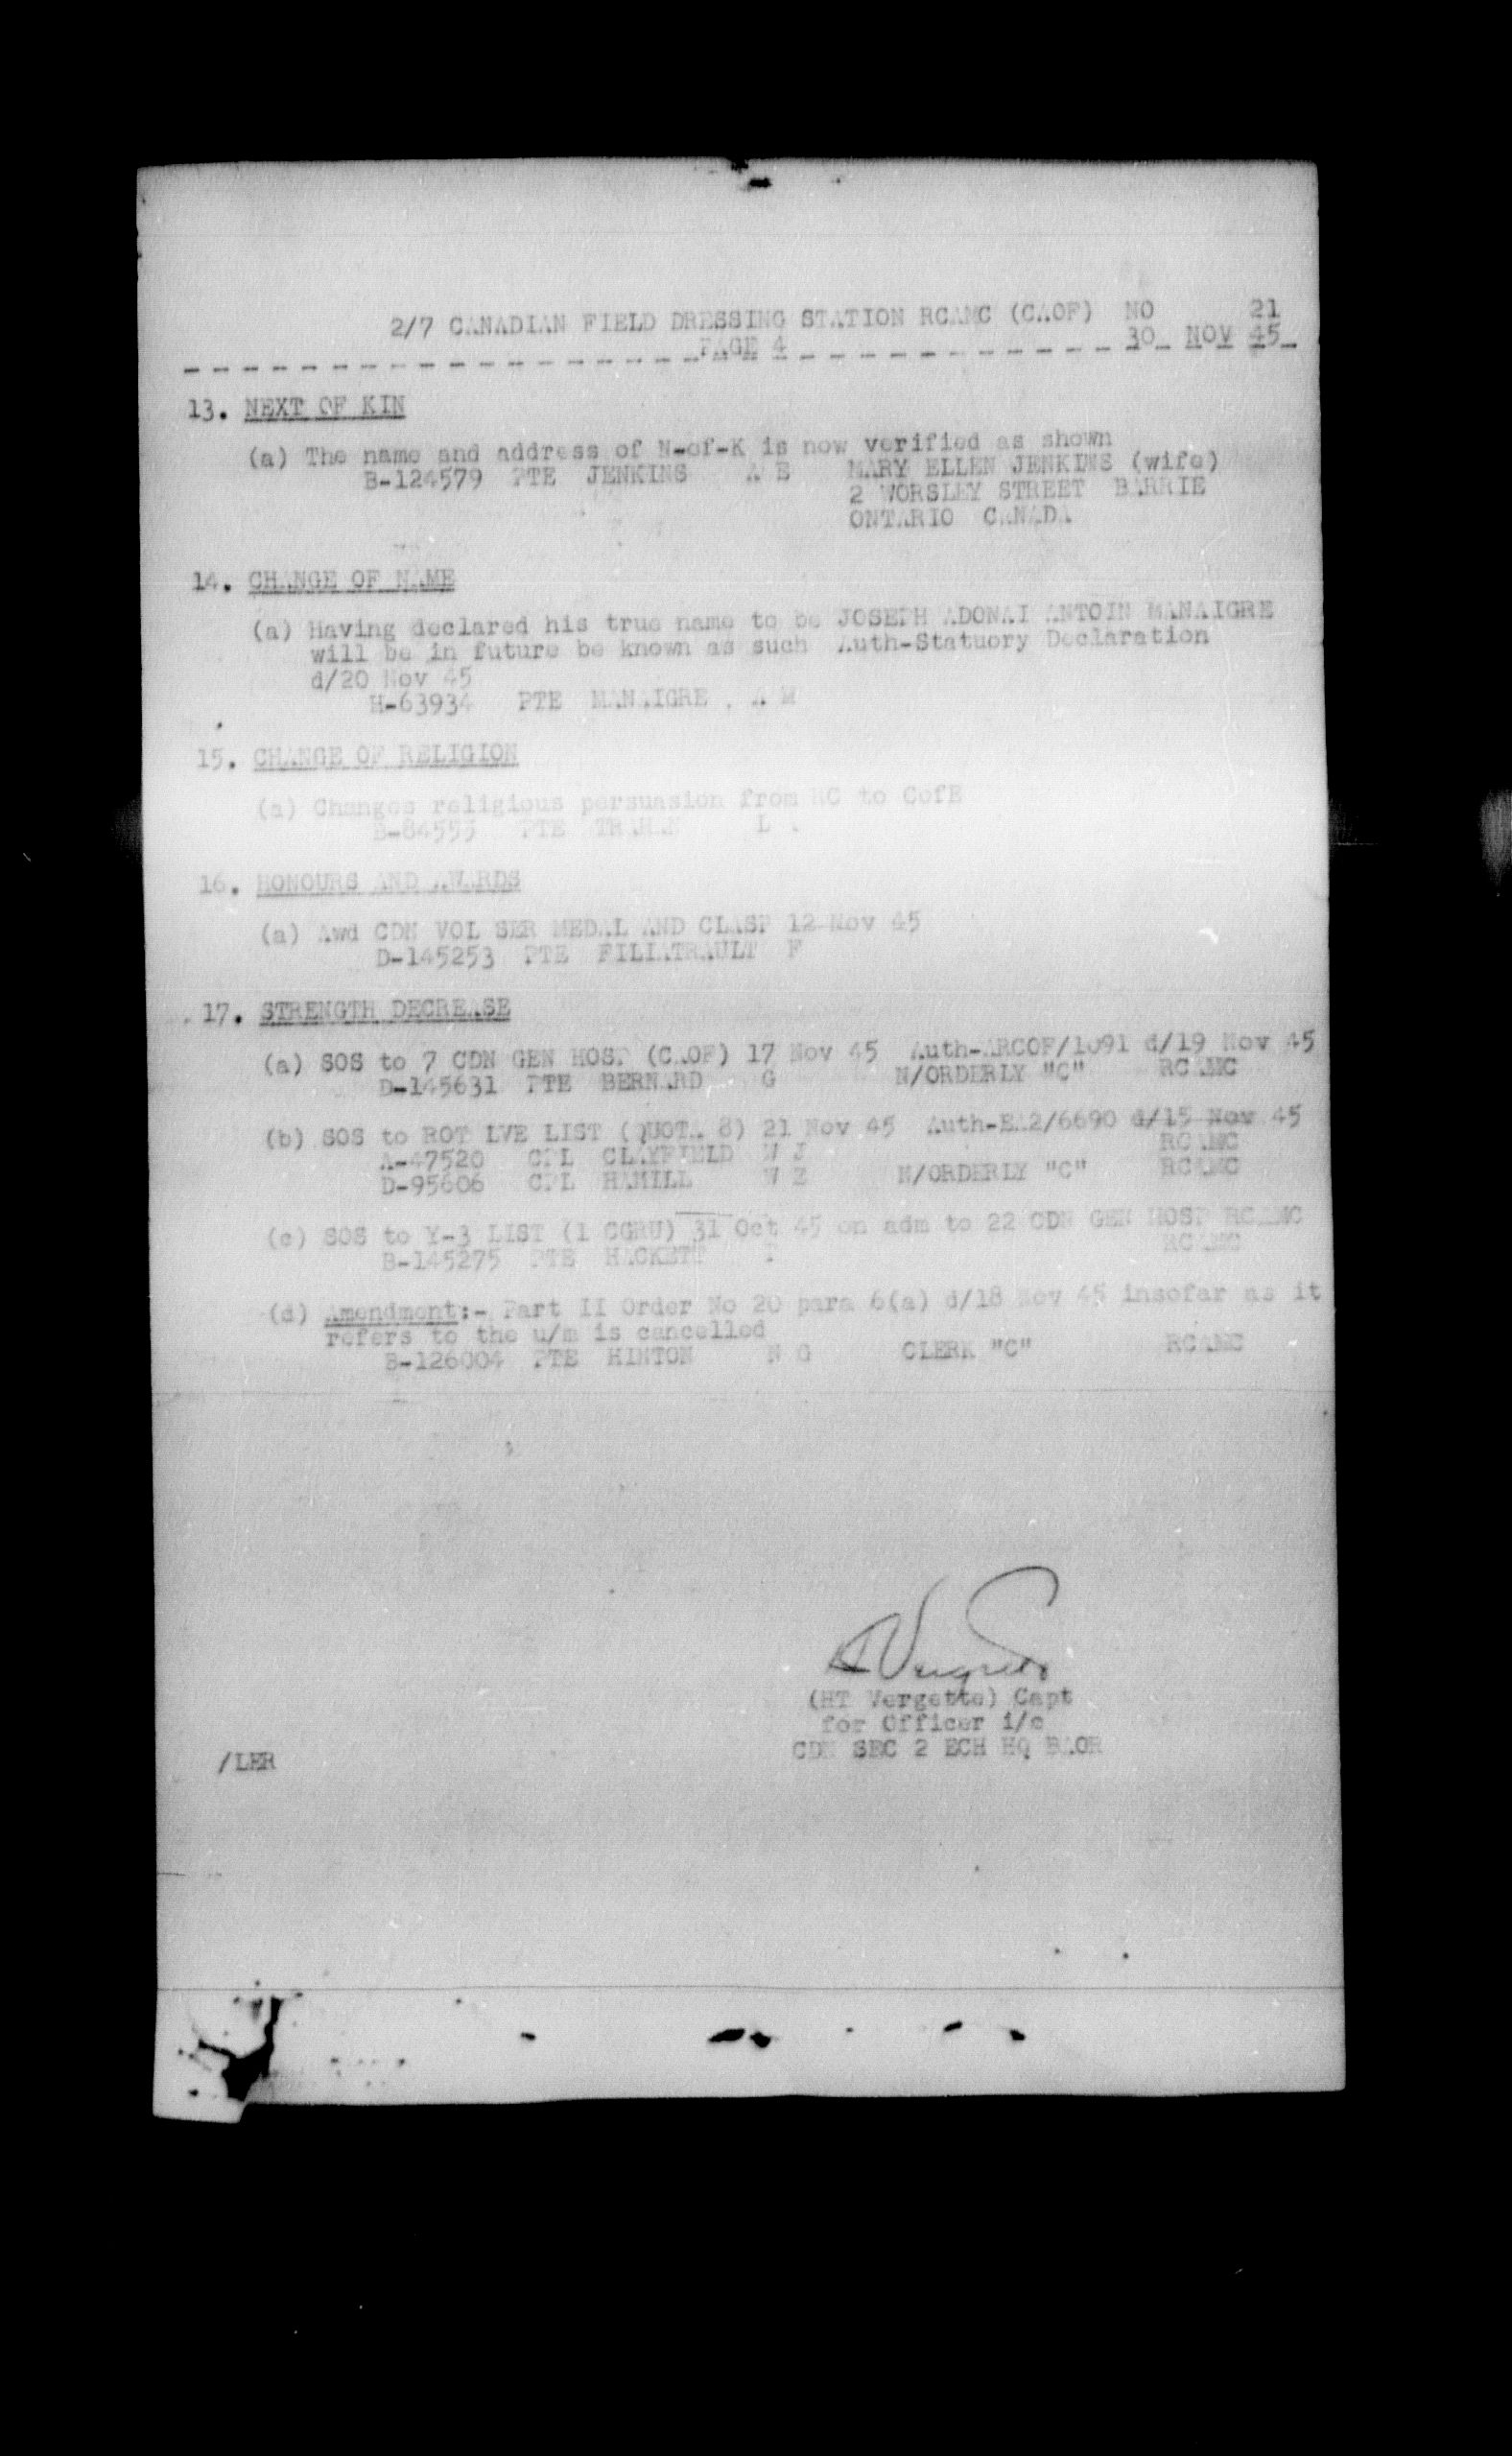 2/7 CANADIAN FIELD DRESSING STATION RCAMC (CAOF) NO 21
PAGE 4 30 NOV 45
13. NEXT OF KIN
(a) The name and address of N-of-K is now verified as shown
B-124579 PTE JENKINS A E MARY ELLEN JENKINS (wife)
2 WORSLEY STREET BARRIE
ONTARIO CANADA
14. CHANGE OF NAME
(a) Having declared his true name to be JOSEPH ADONAI ANTOIN MANAIGRE
will be in future be known as such Auth-Statuory Declaration
d/20 Nov 45
H-63934 PTE MANAIGRE A M
15. CHANGE OF RELIGION
(a) Changes religious persuasion from RC to CofE
B-84553 PTE TRAHAN L
16. HONOURS AND AWARDS
(a) Awd CDN VOL SER MEDAL AND CLASP 12 Nov 45
D-145253 PTE FILIATRAULT F
17. STRENGTH DECREASE
(a) SOS to 7 CDN GEN HOSP (CAOF) 17 Nov 45 Auth-ARCOF/1091 d/19 Nov 45
D-145631 PTE BERNARD G N/ORDERLY "C" RCAMC
(b) SOS to ROT LVE LIST (QUOTA 8) 21 Nov 45 Auth-EA2/6690 d/15 Nov 45
A-47520 CPL CLAYFIELD W J RCAMC
D-95606 CPL HAMILL W E N/ORDERLY "C" RCAMC
(c) SOS to Y-3 LIST (1 CGRU) 31 Oct 45 on adm to 22 CDN GEN HOSP RCAMC
B-145275 PTE HACKETT RCAMC
(d) Amendment:- Part II Order No 20 para 6(a) d/18 Nov 45 insofar as it
refers to the u/m is cancelled
B-126004 PTE HINTON N G CLERK "C" RCAMC
(HT Vergette) Capt
for Officer i/c
CDN SEC 2 ECH HQ BAOR
/LER